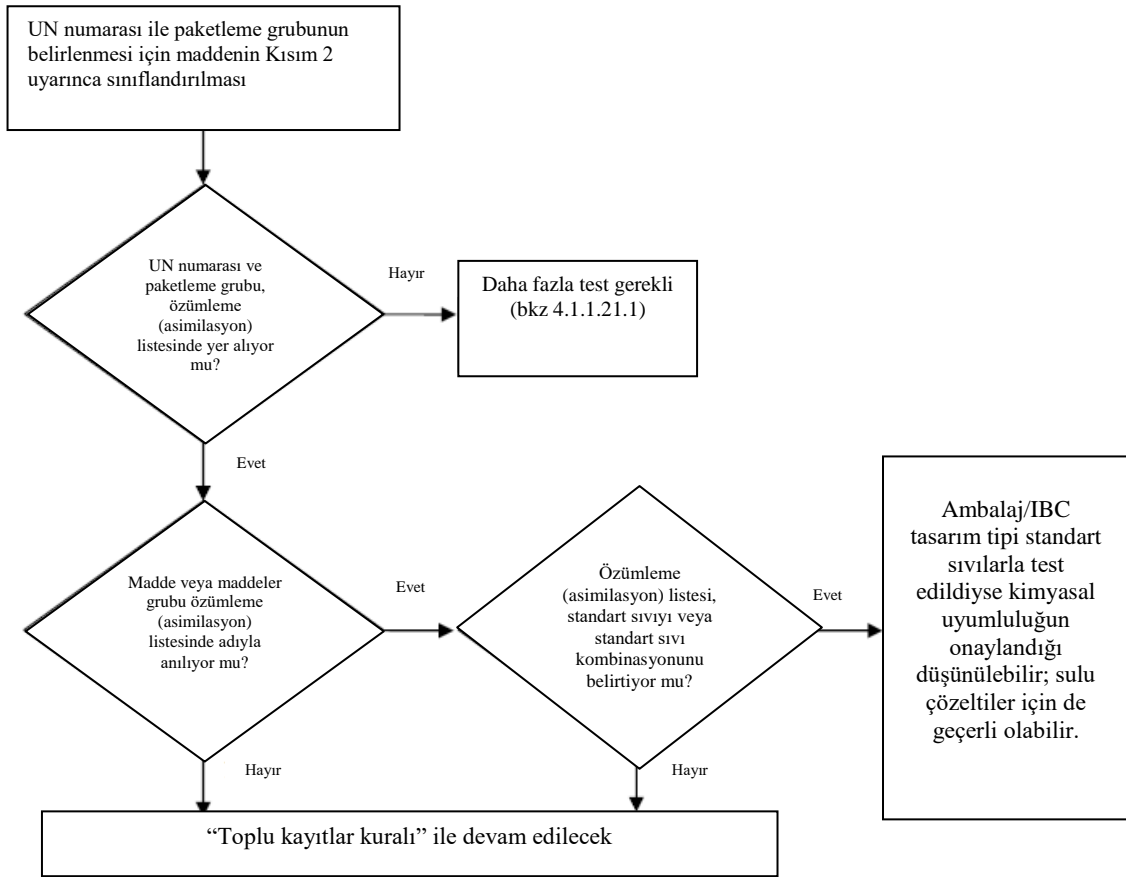 UN numarası ile paketleme grubunun
belirlenmesi için maddenin Kısım 2
uyarınca sınıflandırılması
UN numarası ve
paketleme grubu,
özümleme
(asimilasyon)
listesinde yer alıyor
mu?
Hayır
Daha fazla test gerekli
(bkz 4.1.1.21.1)
Evet
Madde veya maddeler
grubu özümleme
(asimilasyon)
listesinde adıyla
anılıyor mu?
Evet
Özümleme
(asimilasyon) listesi,
standart sıvıyı veya
standart sıvı
kombinasyonunu
belirtiyor mu?
Evet
Ambalaj/IBC
tasarım tipi standart
sıvılarla test
edildiyse kimyasal
uyumluluğun
onaylandığı
düşünülebilir; sulu
çözeltiler için de
geçerli olabilir.
Hayır
Hayır
“Toplu kayıtlar kuralı” ile devam edilecek